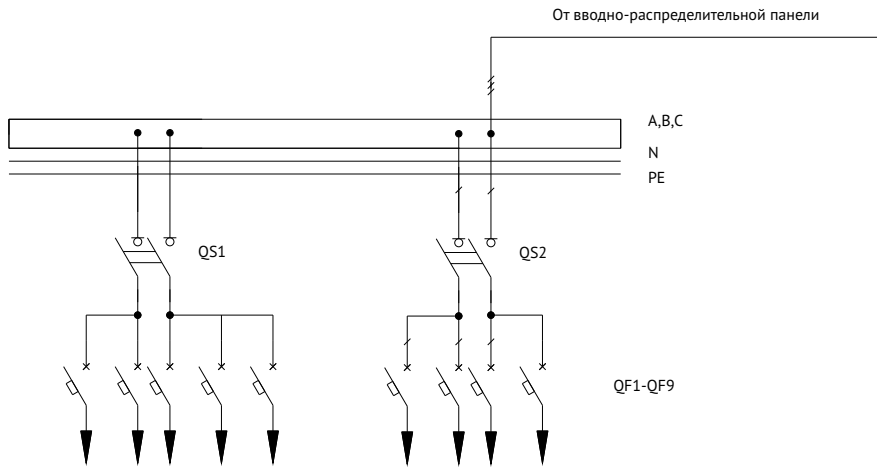 От вводно-распределительной панели
A,B,C
N
PE
QS1
QS2
QF1-QF9